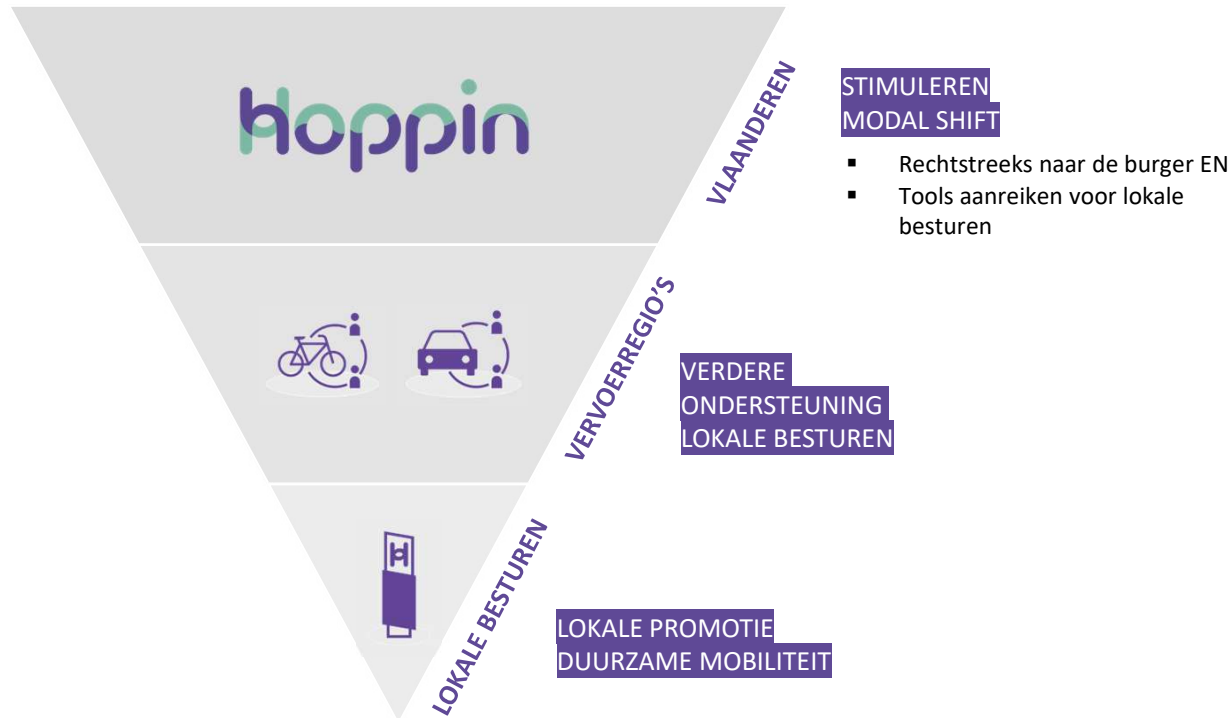 Hoppin
VLAANDEREN
STIMULEREN
MODAL SHIFT
▪ Rechtstreeks naar de burger EN
▪ Tools aanreiken voor lokale
besturen
VERVOERREGIO'S
VERDERE
ONDERSTEUNING
LOKALE BESTUREN
LOKALE BESTUREN
LOKALE PROMOTIE
DUURZAME MOBILITEIT